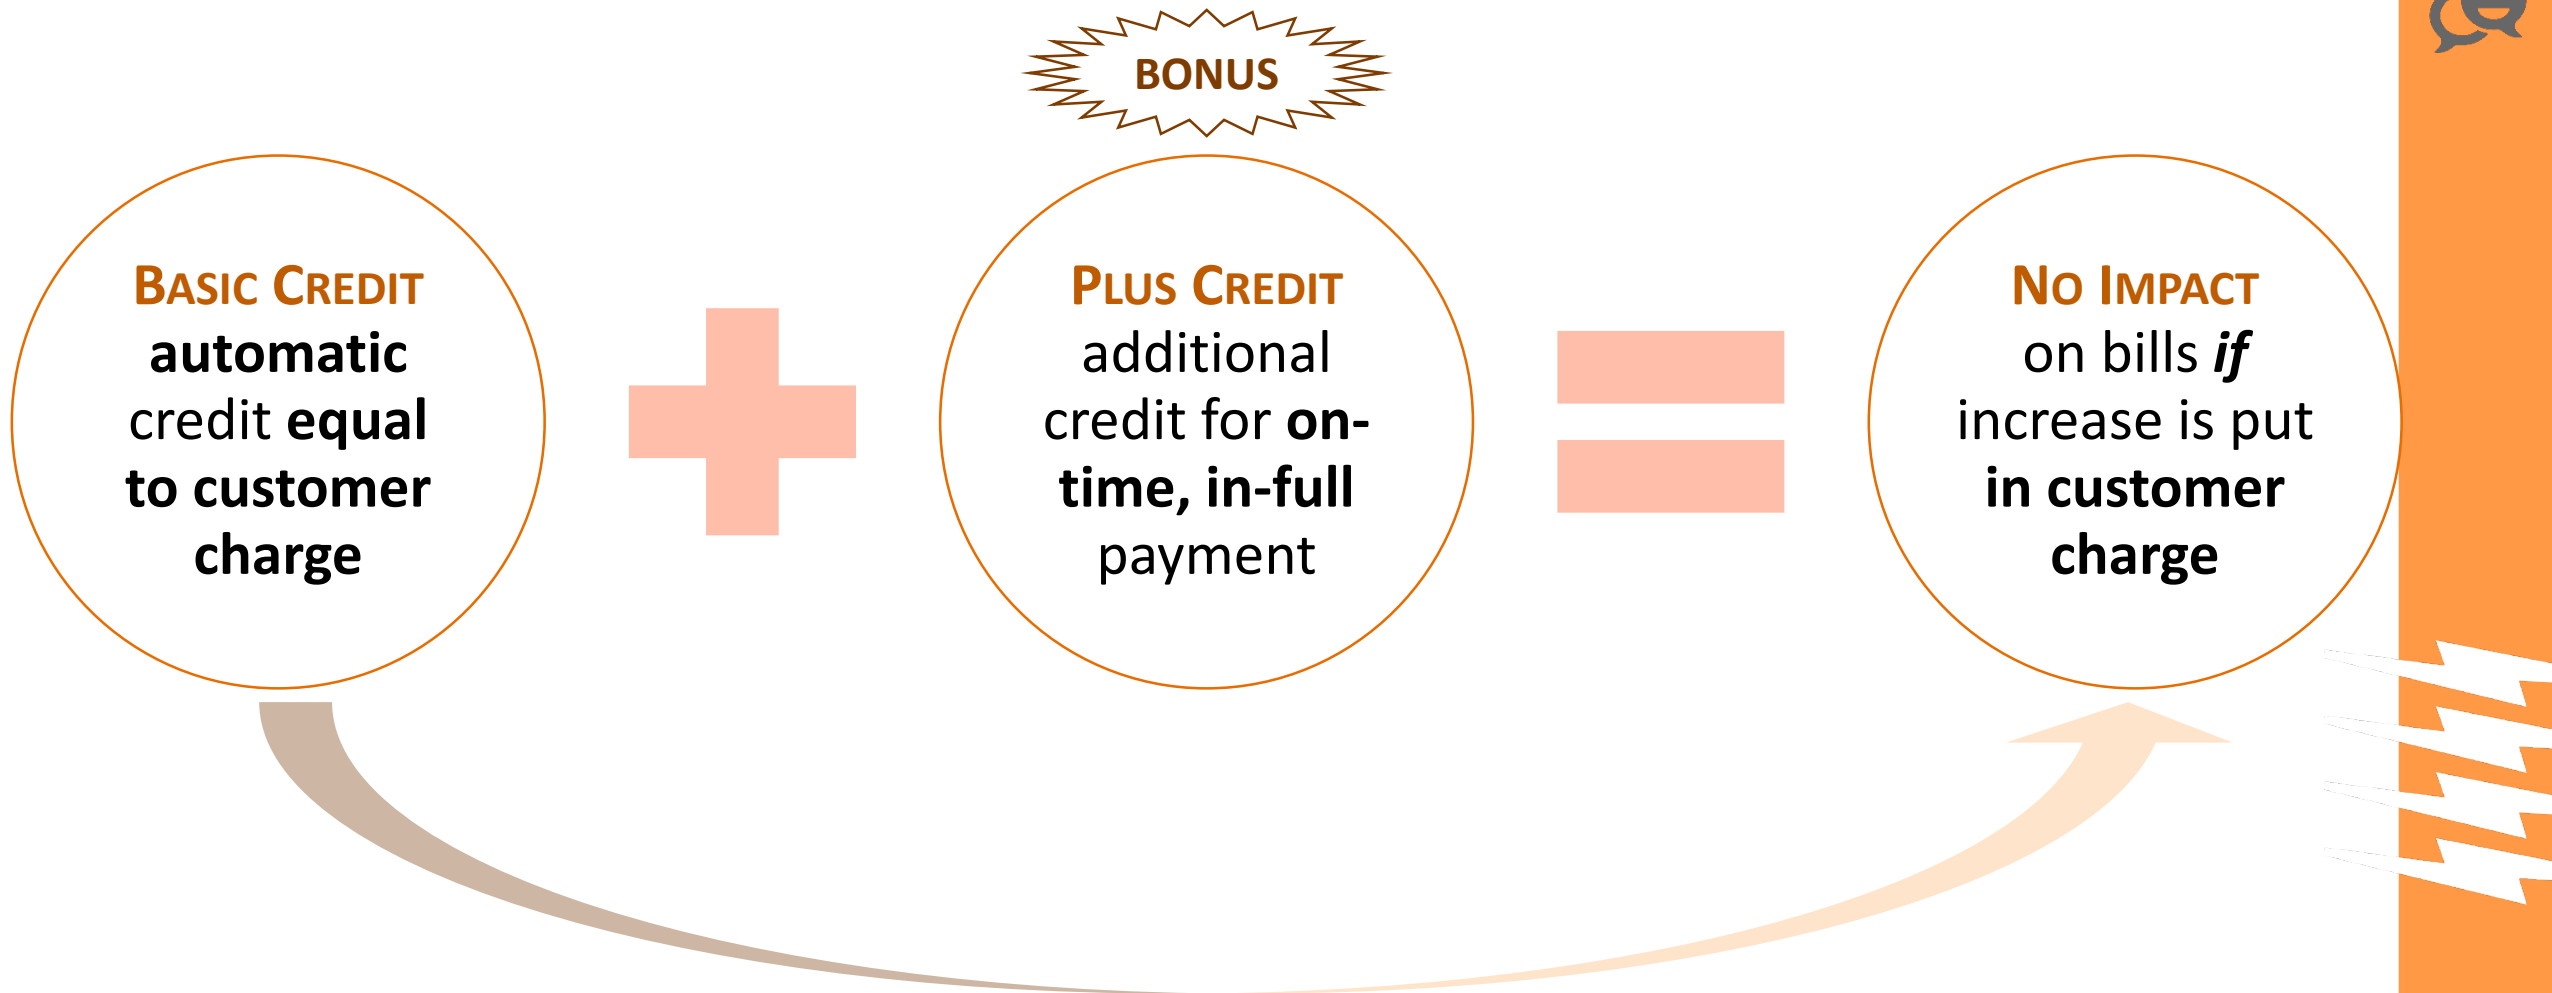 BONUS
BASIC CREDIT
automatic
credit equal
to customer
charge
PLUS CREDIT
additional
credit for on-
time, in-full
payment
NO IMPACT
on bills if
increase is put
in customer
charge